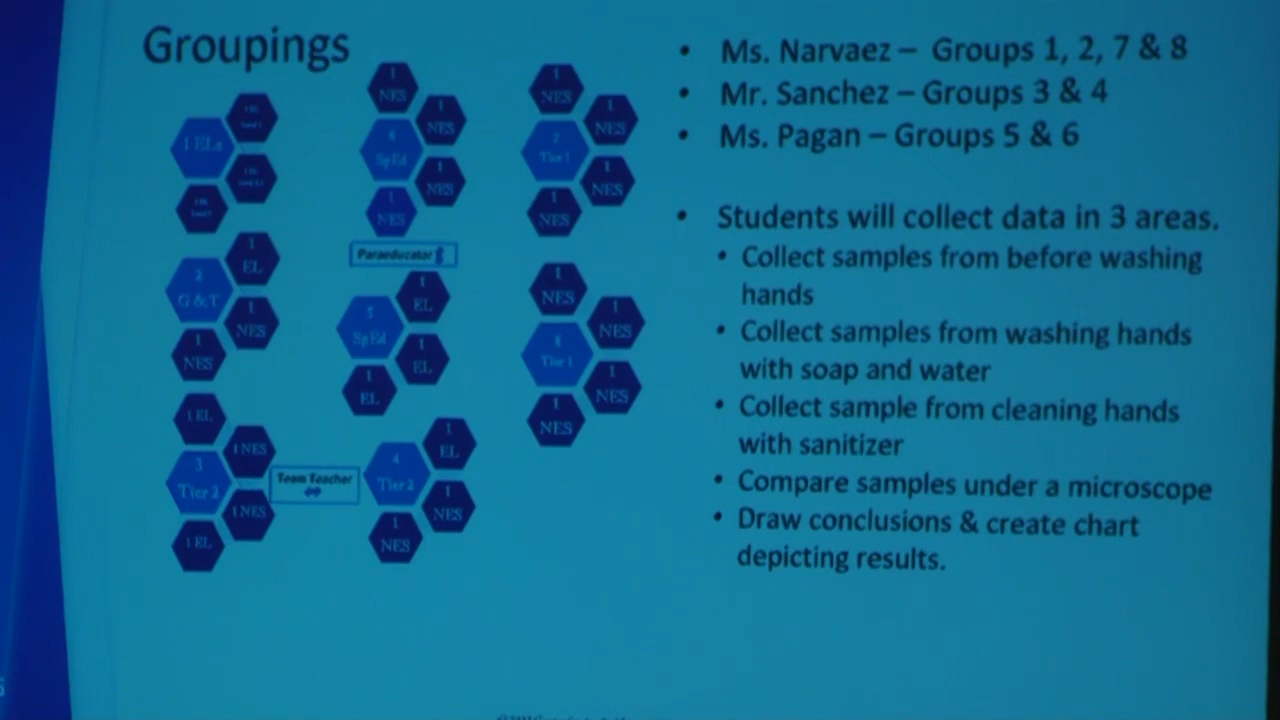 Groupings
1 ELs
2
G & T
1
EL
1
NES
1
NES
1 EL
1 NES
3
Tier 2
1 NES
1 EL
Team Teacher
1
NES
1
NES
6
Sp Ed
1
NES
1
NES
Paraeducator
1
EL
5
Sp Ed
1
EL
1
EL
1
EL
4
Tier 2
1
NES
1
NES
1
NES
1
NES
Tier 1
1
NES
1
NES
1
NES
1
NES
Tier 1
1
NES
1
NES
• Ms. Narvaez – Groups 1, 2, 7 & 8
• Mr. Sanchez – Groups 3 & 4
• Ms. Pagan – Groups 5 & 6
• Students will collect data in 3 areas.
• Collect samples from before washing
hands
• Collect samples from washing hands
with soap and water
• Collect sample from cleaning hands
with sanitizer
• Compare samples under a microscope
• Draw conclusions & create chart
depicting results.